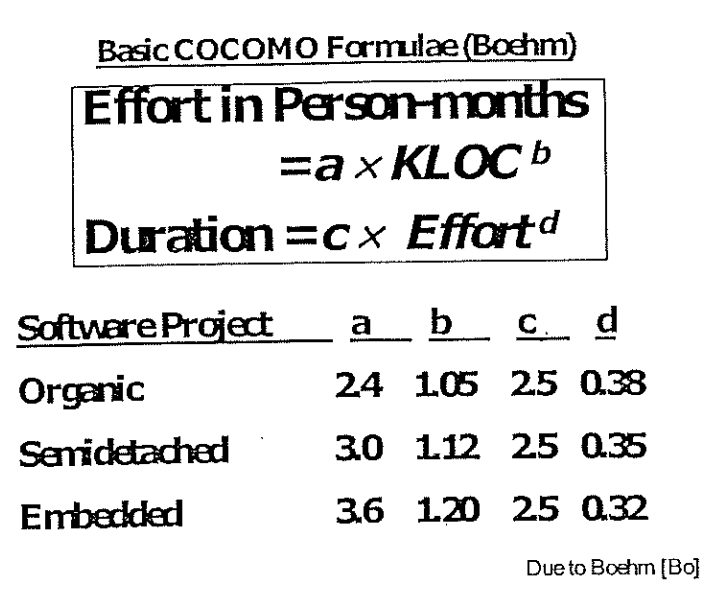 Basic COCOMO Formulae (Boehm)
Effort in Person-months
= a × KLOC b
Duration = c × Effort d
Software Project a b c d
Organic 2.4 1.05 2.5 0.38
Semidetached 3.0 1.12 2.5 0.35
Embedded 3.6 1.20 2.5 0.32
Due to Boehm [Bo]